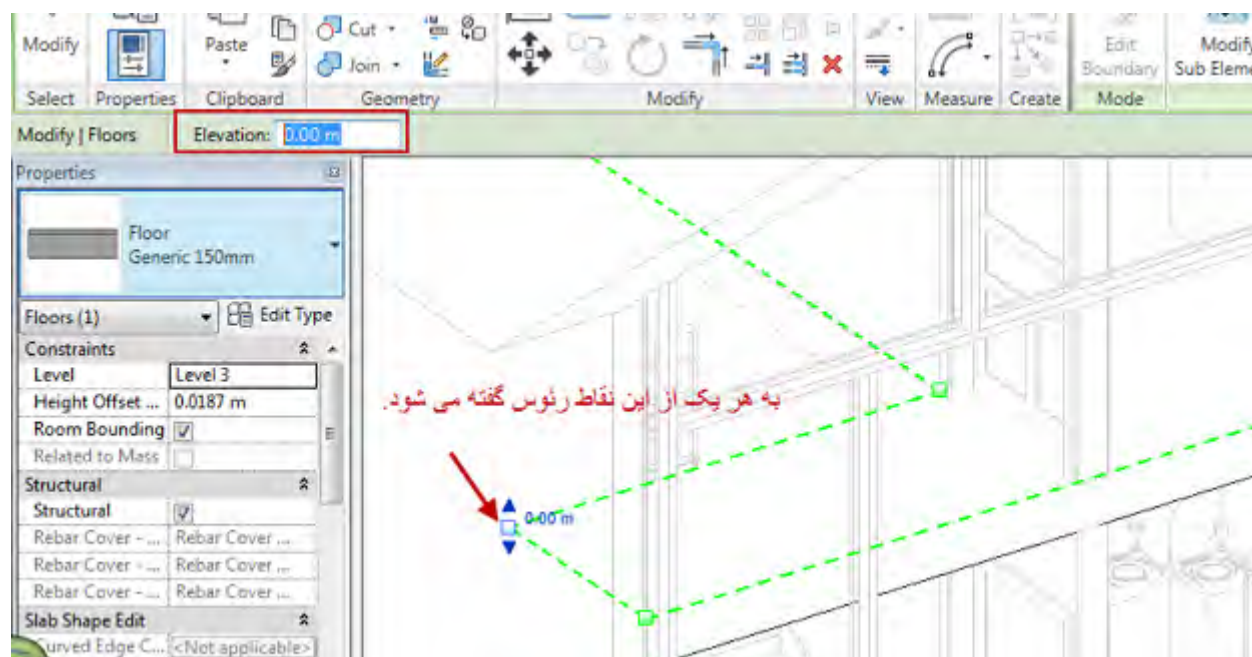 Modify
Paste
Cut
Join
Edit
Boundary
Modify
Sub Eleme
Select
Properties
Clipboard
Geometry
Modify
View
Measure
Create
Mode
Modify | Floors
Elevation: 0.00 m
Properties
Floor
Generic 150mm
Floors (1)
Edit Type
Constraints
Level Level 3
Height Offset ... 0.0187 m
Room Bounding
Related to Mass
Structural
Structural
Rebar Cover - ... Rebar Cover ...
Rebar Cover - ... Rebar Cover ...
Rebar Cover - ... Rebar Cover ...
Slab Shape Edit
Curved Edge C... <Not applicable>
به هر یک از این نقاط رئوس گفته می شود.
0.00 m